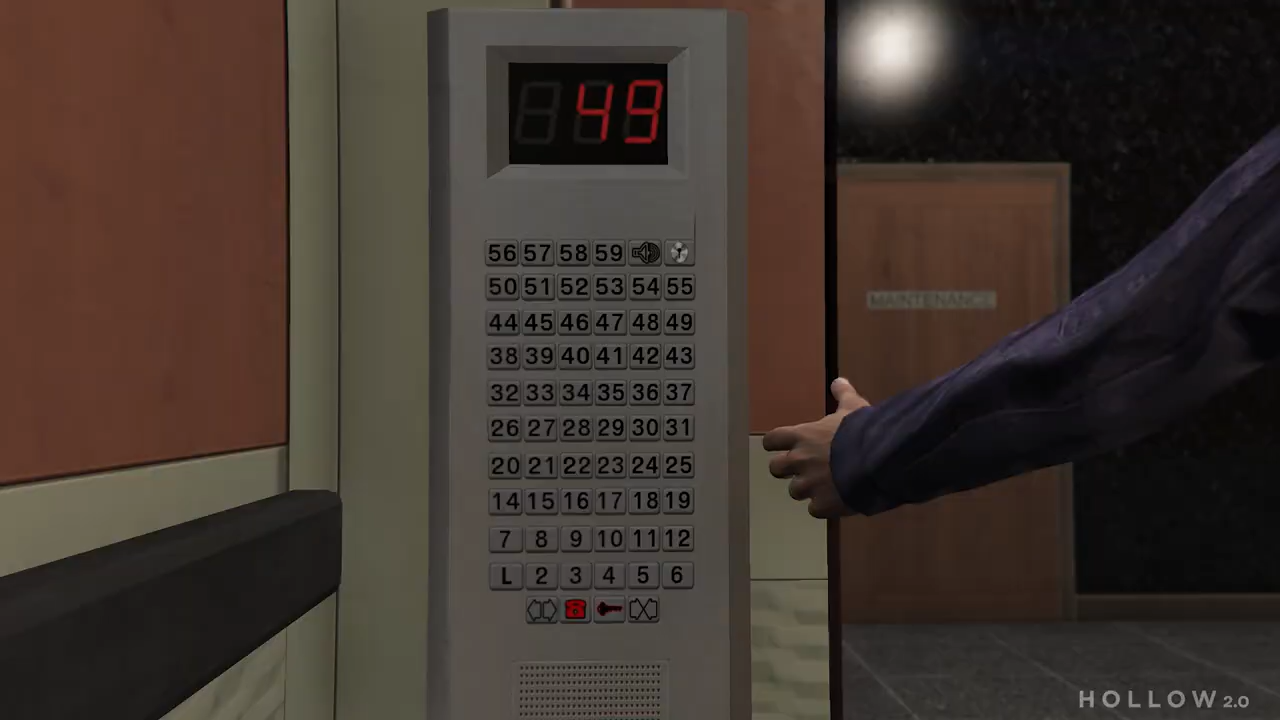 49
56 57 58 59
50 51 52 53 54 55
44 45 46 47 48 49
38 39 40 41 42 43
32 33 34 35 36 37
26 27 28 29 30 31
20 21 22 23 24 25
14 15 16 17 18 19
7 8 9 10 11 12
L 2 3 4 5 6
MAINTENANCE
HOLLOW 2.0